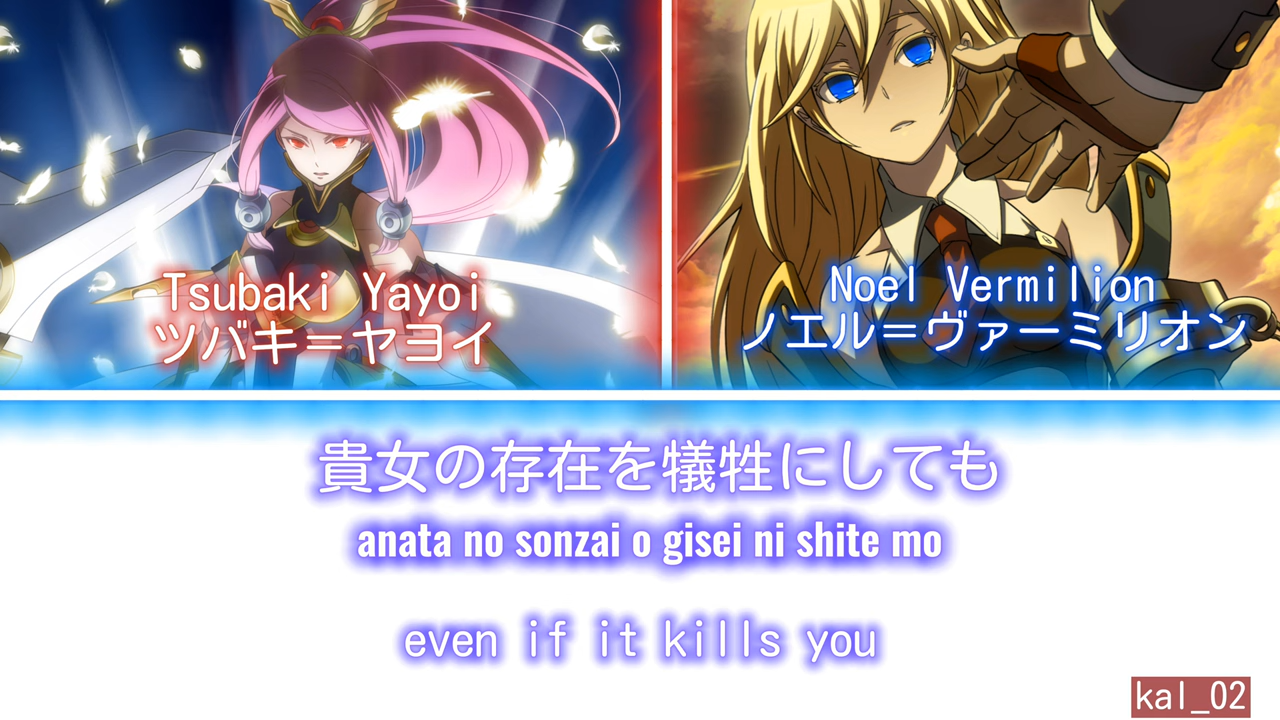 Tsubaki Yayoi
ツバキ=ヤヨイ
Noel Vermilion
ノエル=ヴァーミリオン
貴女の存在を犠牲にしても
anata no sonzai o gisei ni shite mo
even if it kills you
kal_02